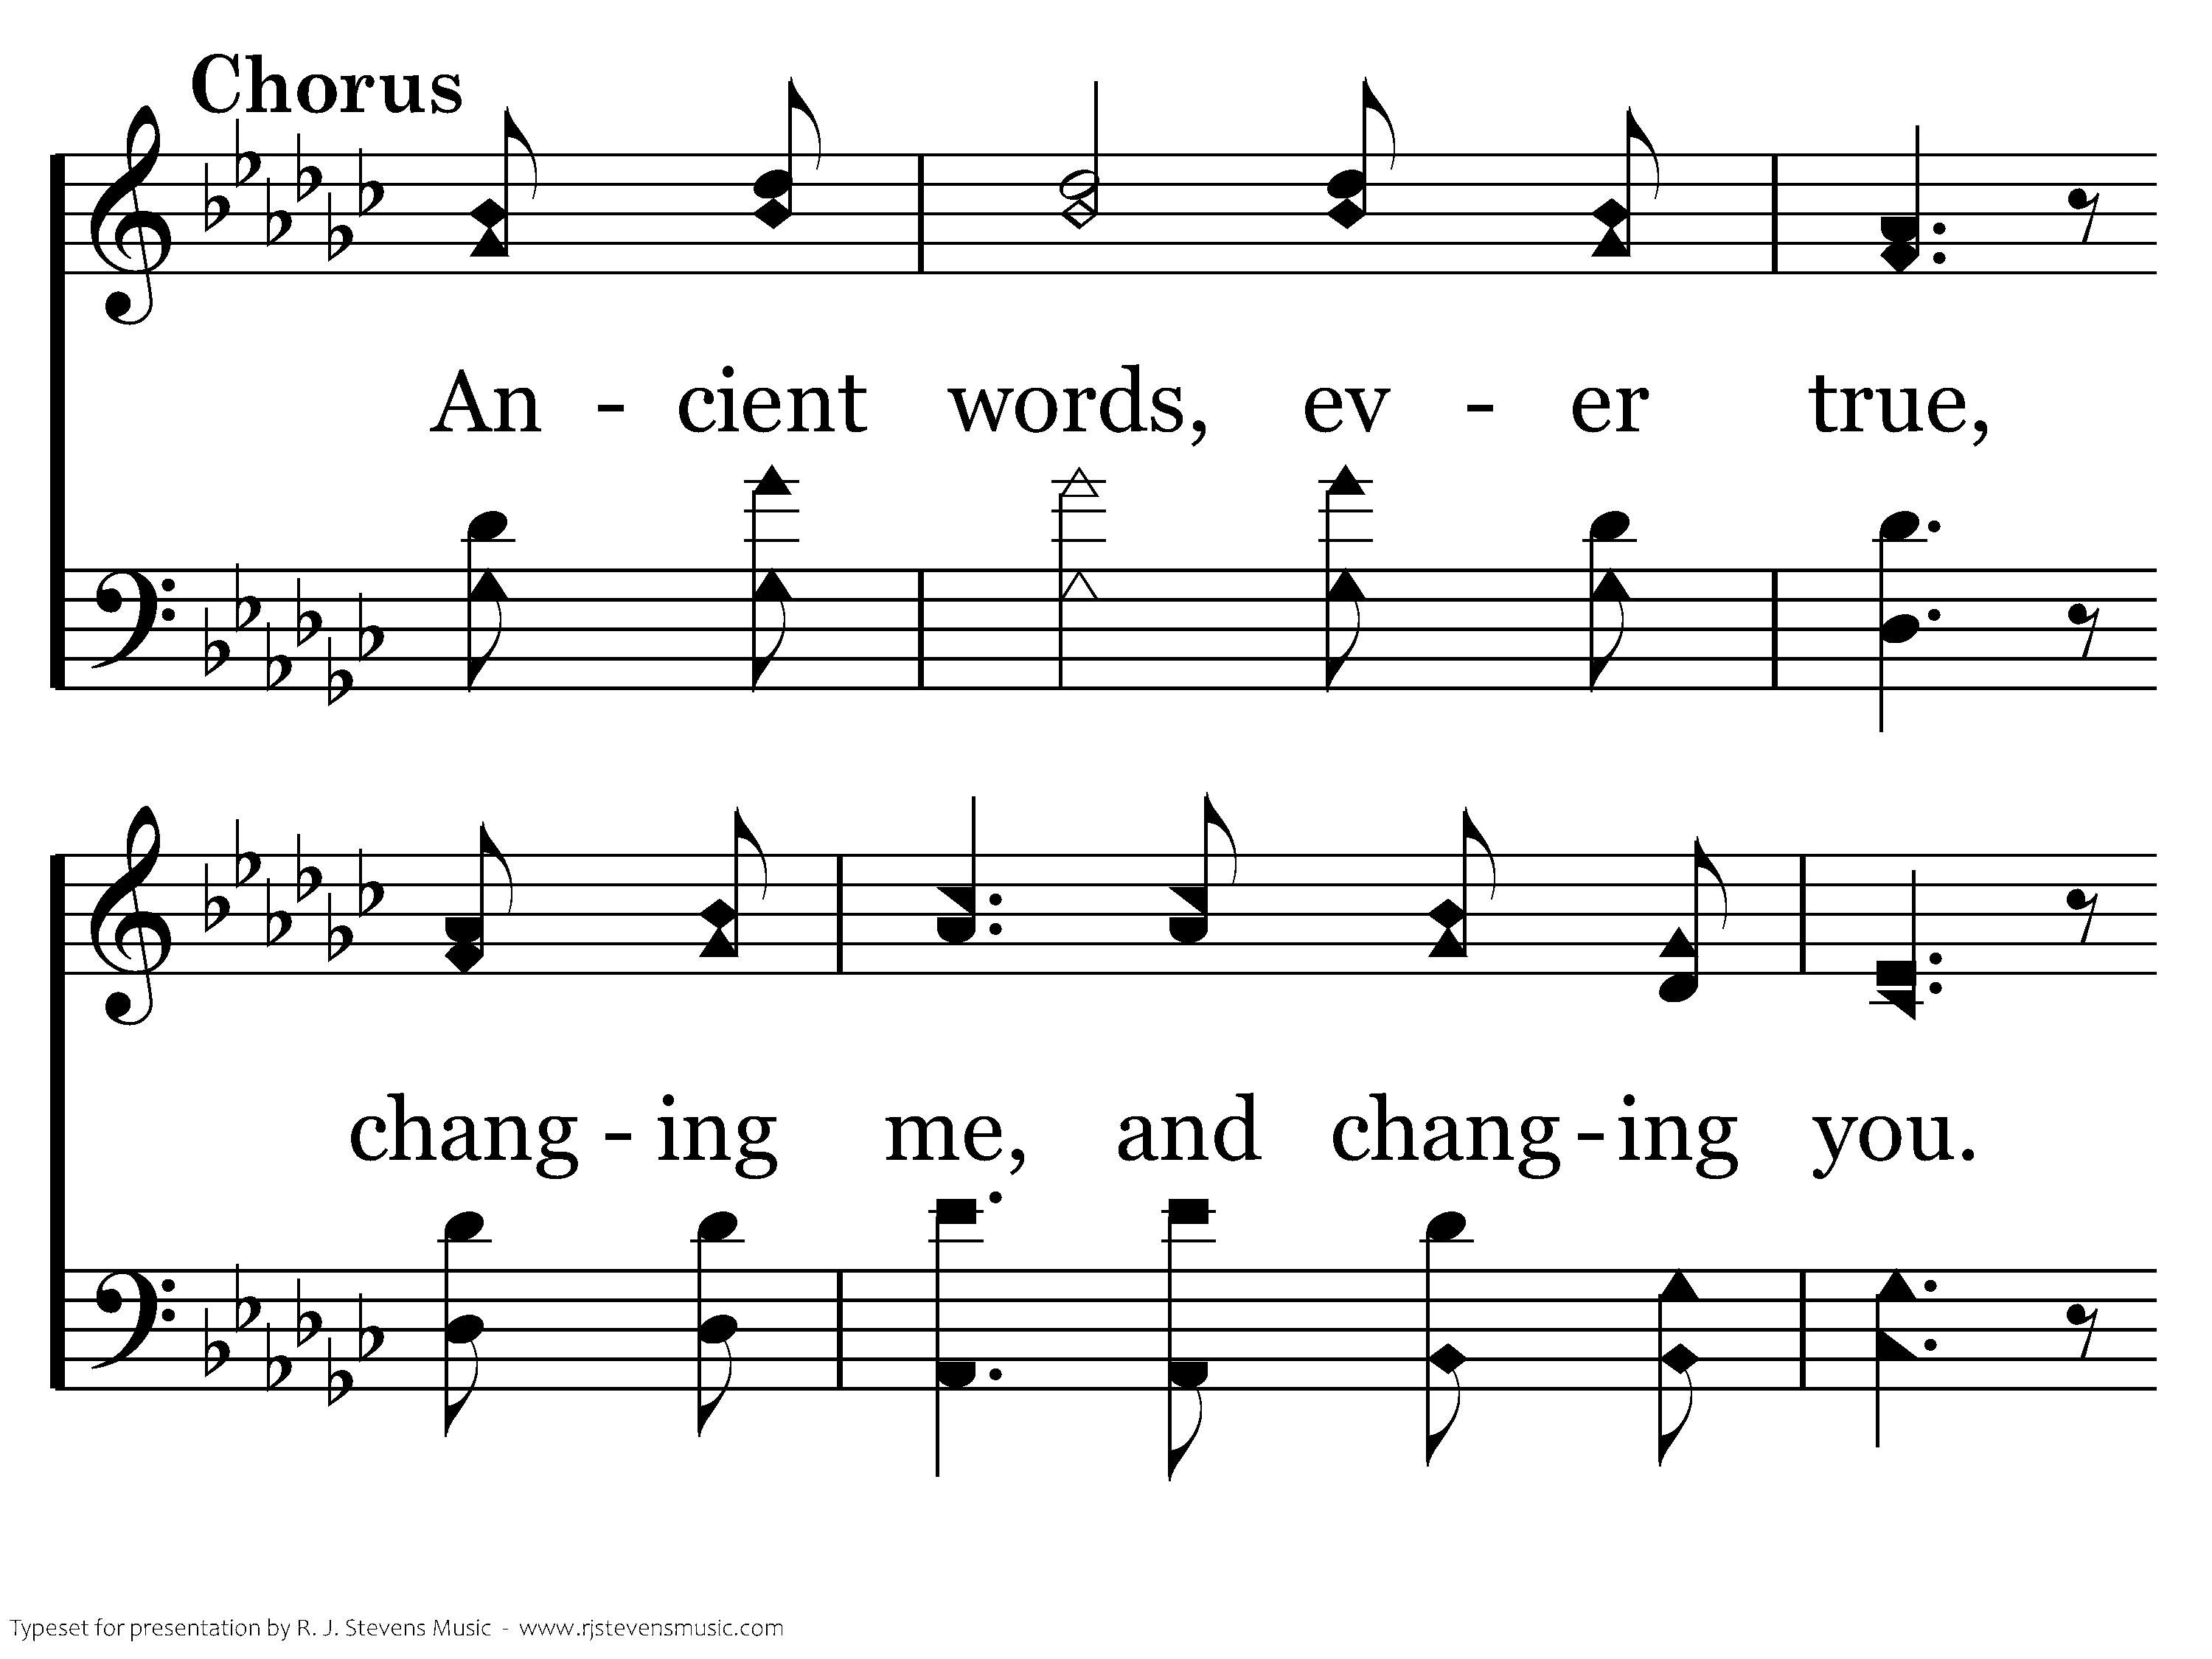 Chorus
An - cient words, ev - er true,
chang - ing me, and chang - ing you.
Typeset for presentation by R. J. Stevens Music - www.rjstevensmusic.com